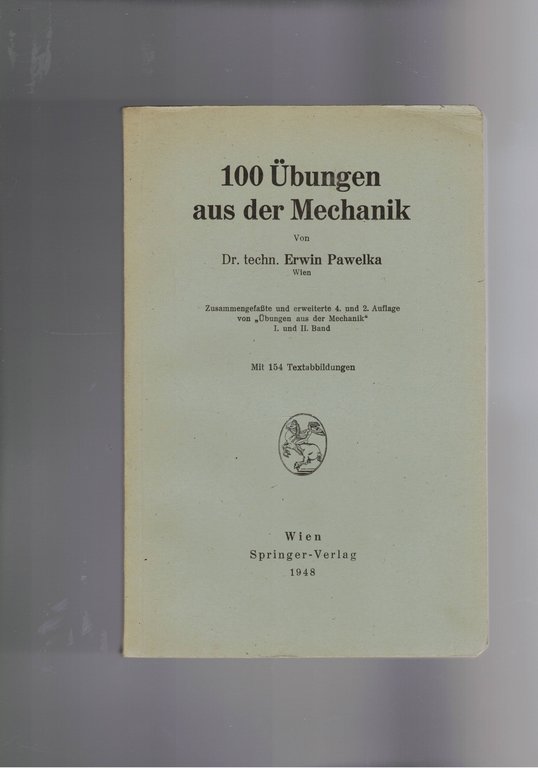 100 Übungen
aus der Mechanik
Von
Dr. techn. Erwin Pawelka
Wien
Zusammengefaßte und erweiterte 4. und 2. Auflage
von „Übungen aus der Mechanik“
I. und II. Band
Mit 154 Textabbildungen
Wien
Springer-Verlag
1948